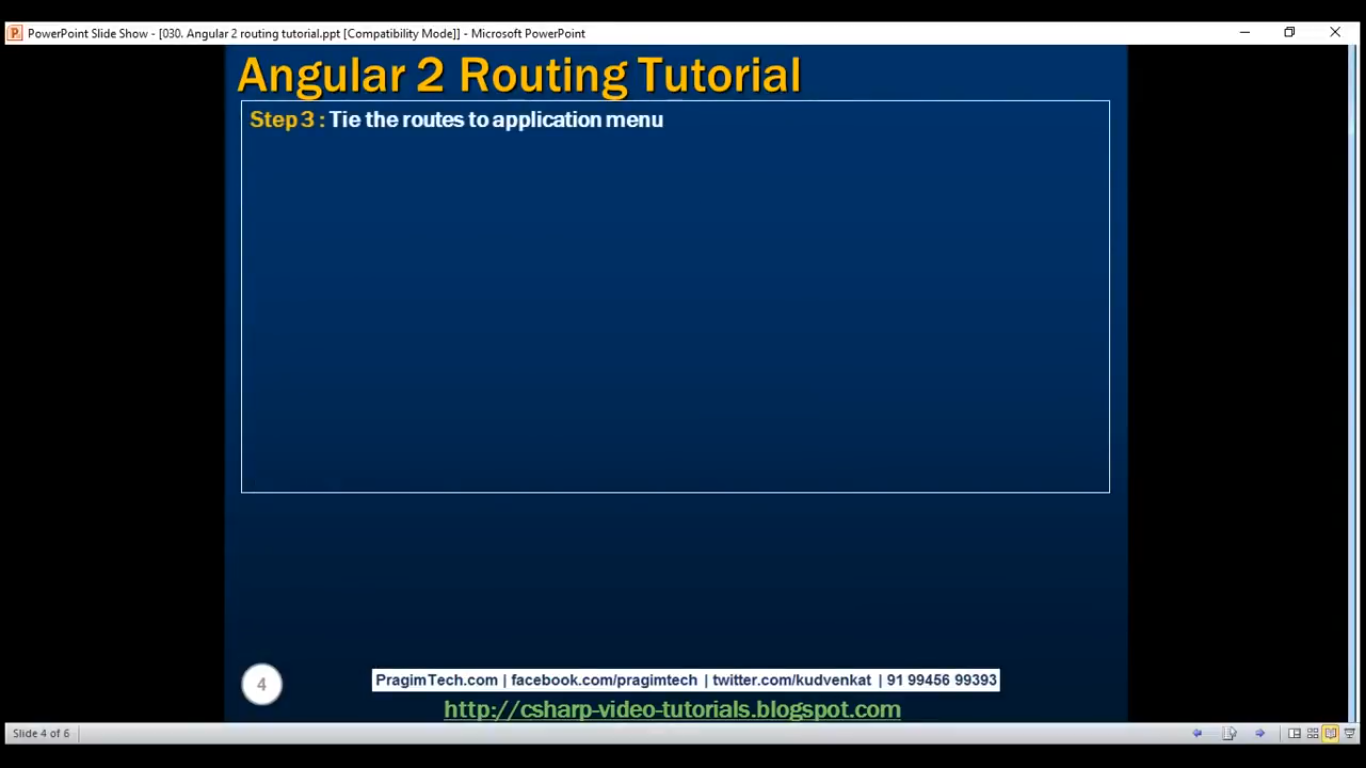 PowerPoint Slide Show - [030. Angular 2 routing tutorial.ppt [Compatibility Mode]] - Microsoft PowerPoint
Angular 2 Routing Tutorial
Step 3 : Tie the routes to application menu
4
PragimTech.com | facebook.com/pragimtech | twitter.com/kudvenkat | 91 99456 99393
http://csharp-video-tutorials.blogspot.com
Slide 4 of 6